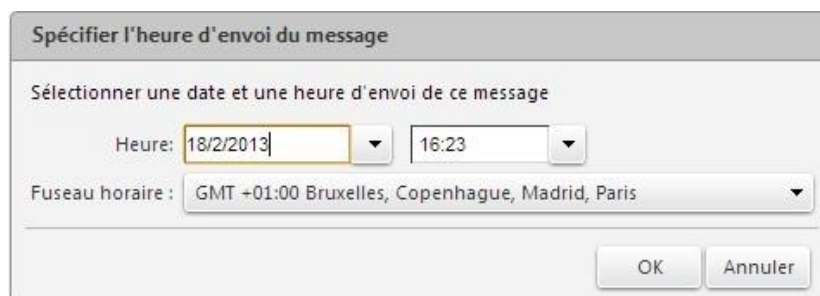 Spécifier l'heure d'envoi du message
Sélectionner une date et une heure d'envoi de ce message
Heure: 18/2/2013 16:23
Fuseau horaire : GMT +01:00 Bruxelles, Copenhague, Madrid, Paris
OK Annuler